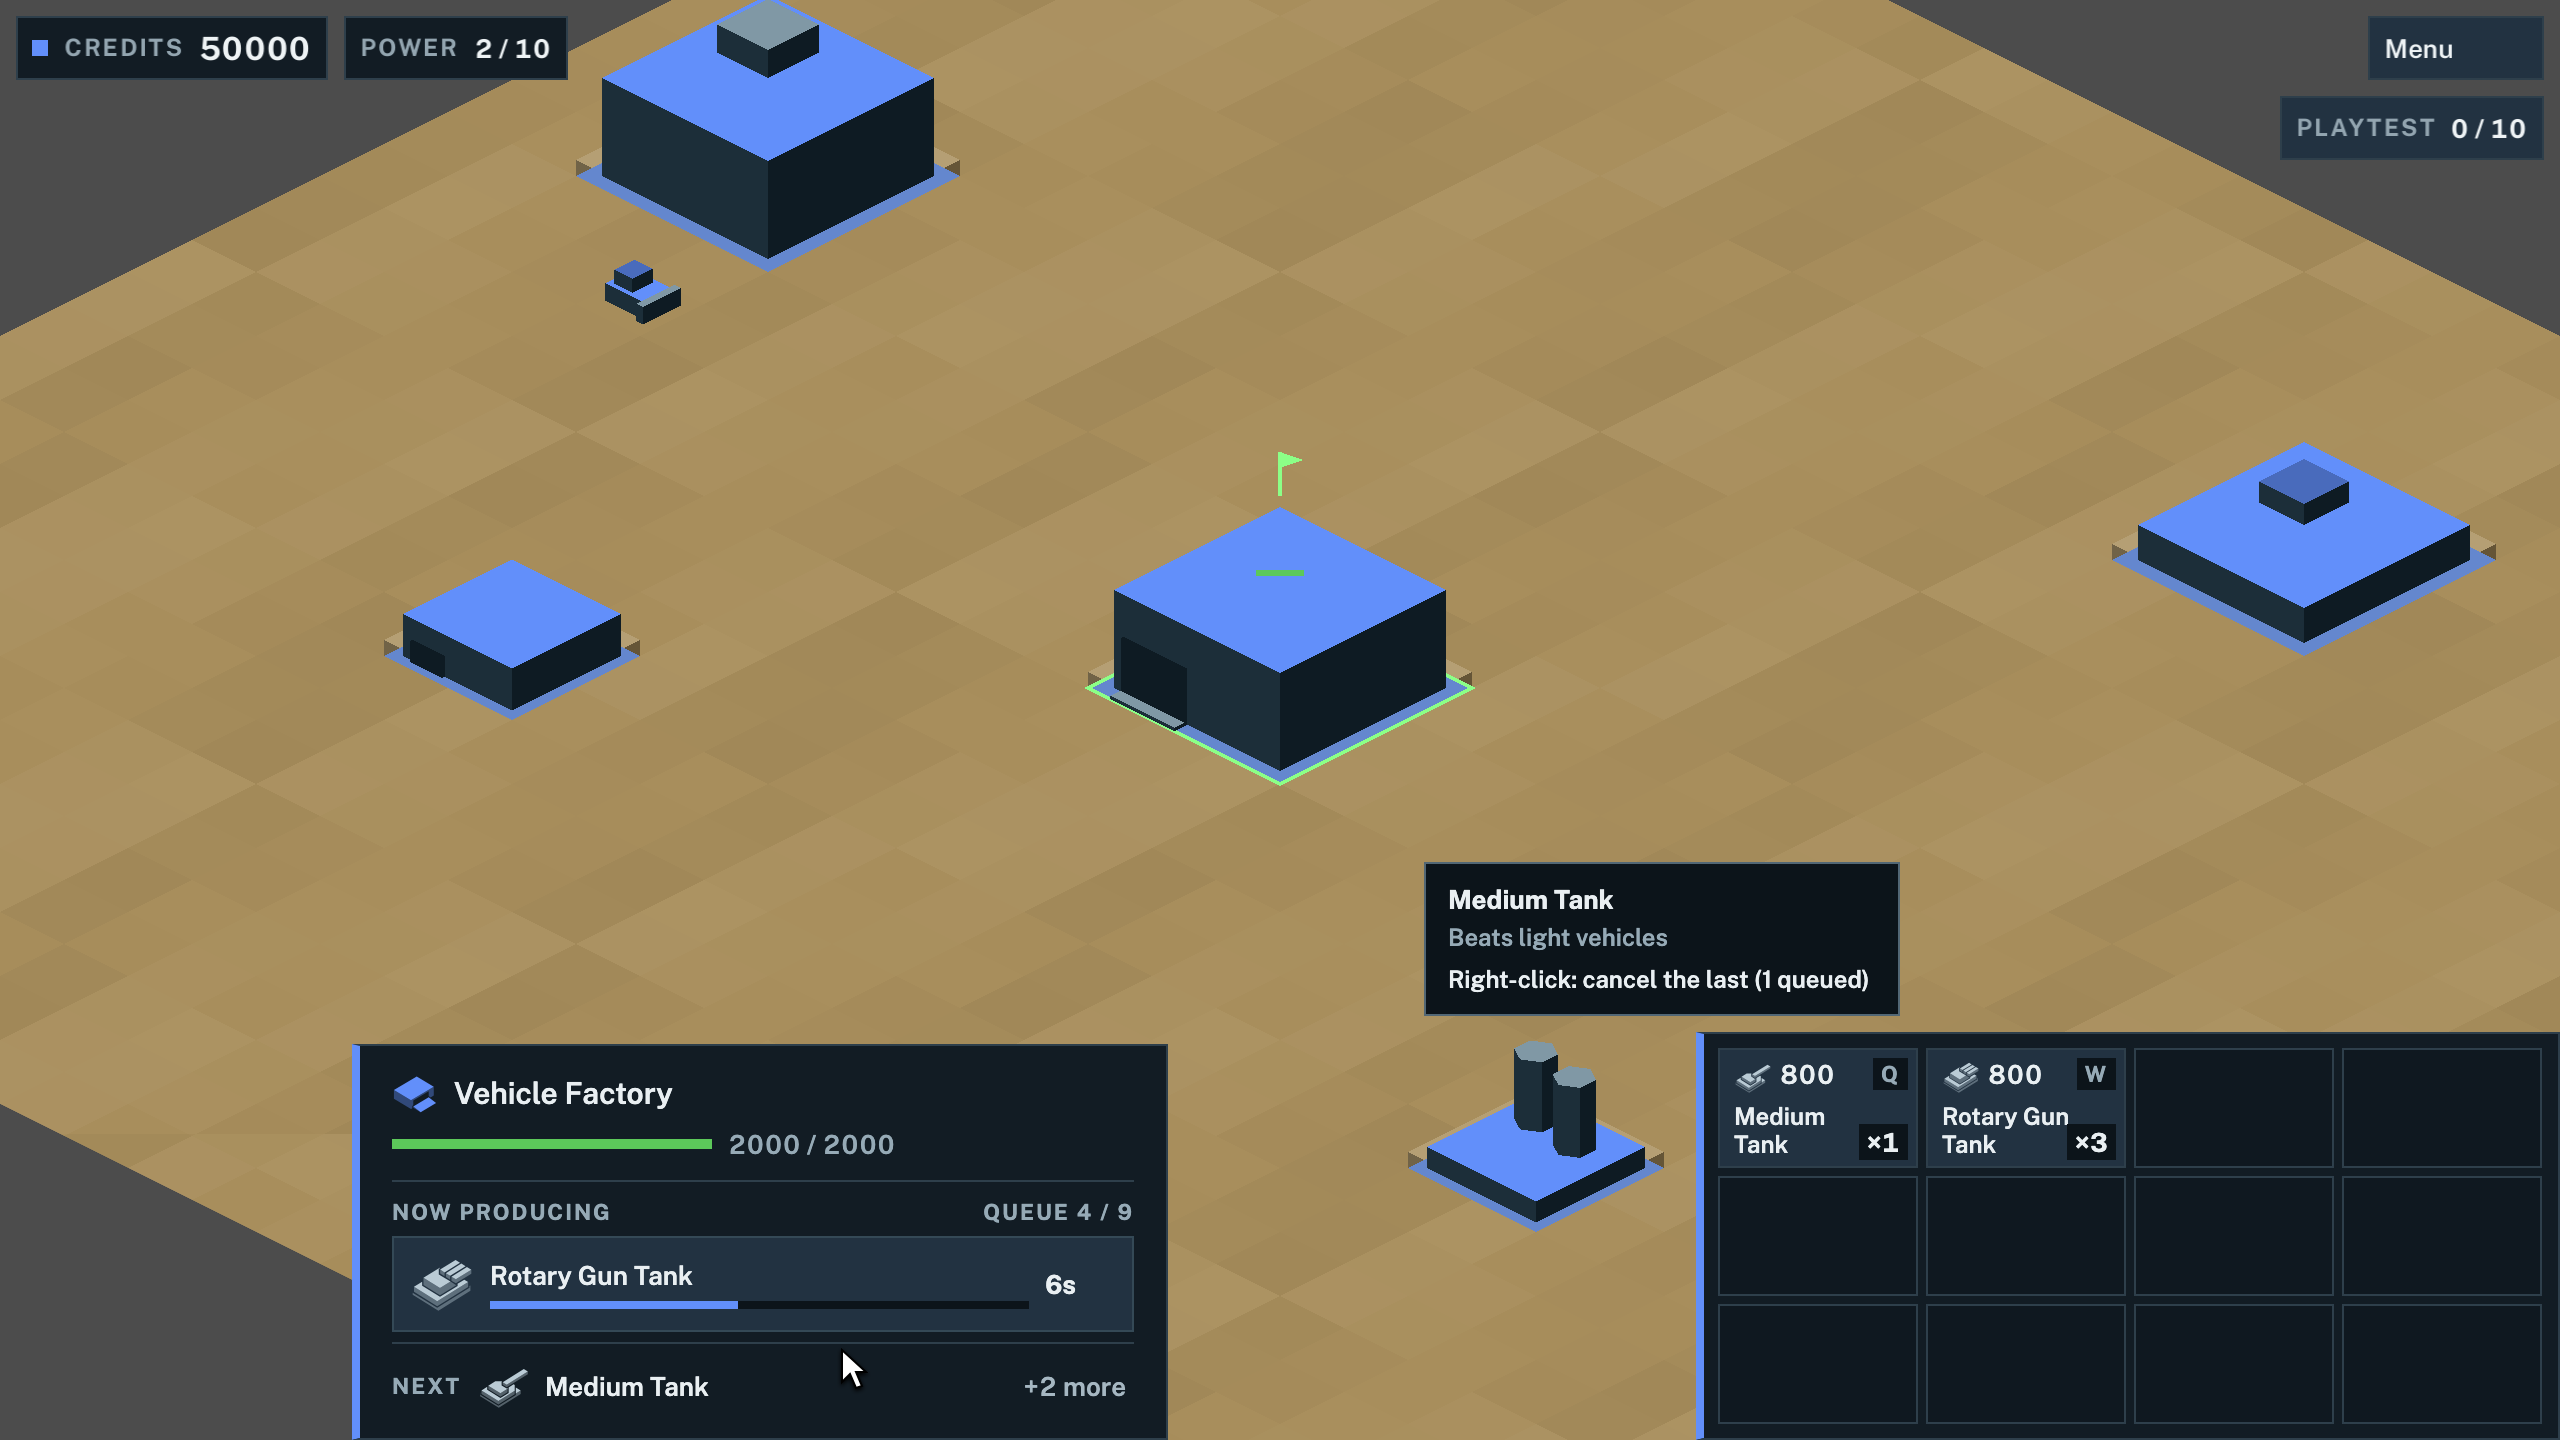 CREDITS 50000
POWER 2/10
Menu
PLAYTEST 0/10
Medium Tank
Beats light vehicles
Right-click: cancel the last (1 queued)
Vehicle Factory
2000 / 2000
NOW PRODUCING
QUEUE 4 / 9
Rotary Gun Tank
6s
NEXT
Medium Tank
+2 more
800 Q
Medium
Tank ×1
800 W
Rotary Gun
Tank ×3